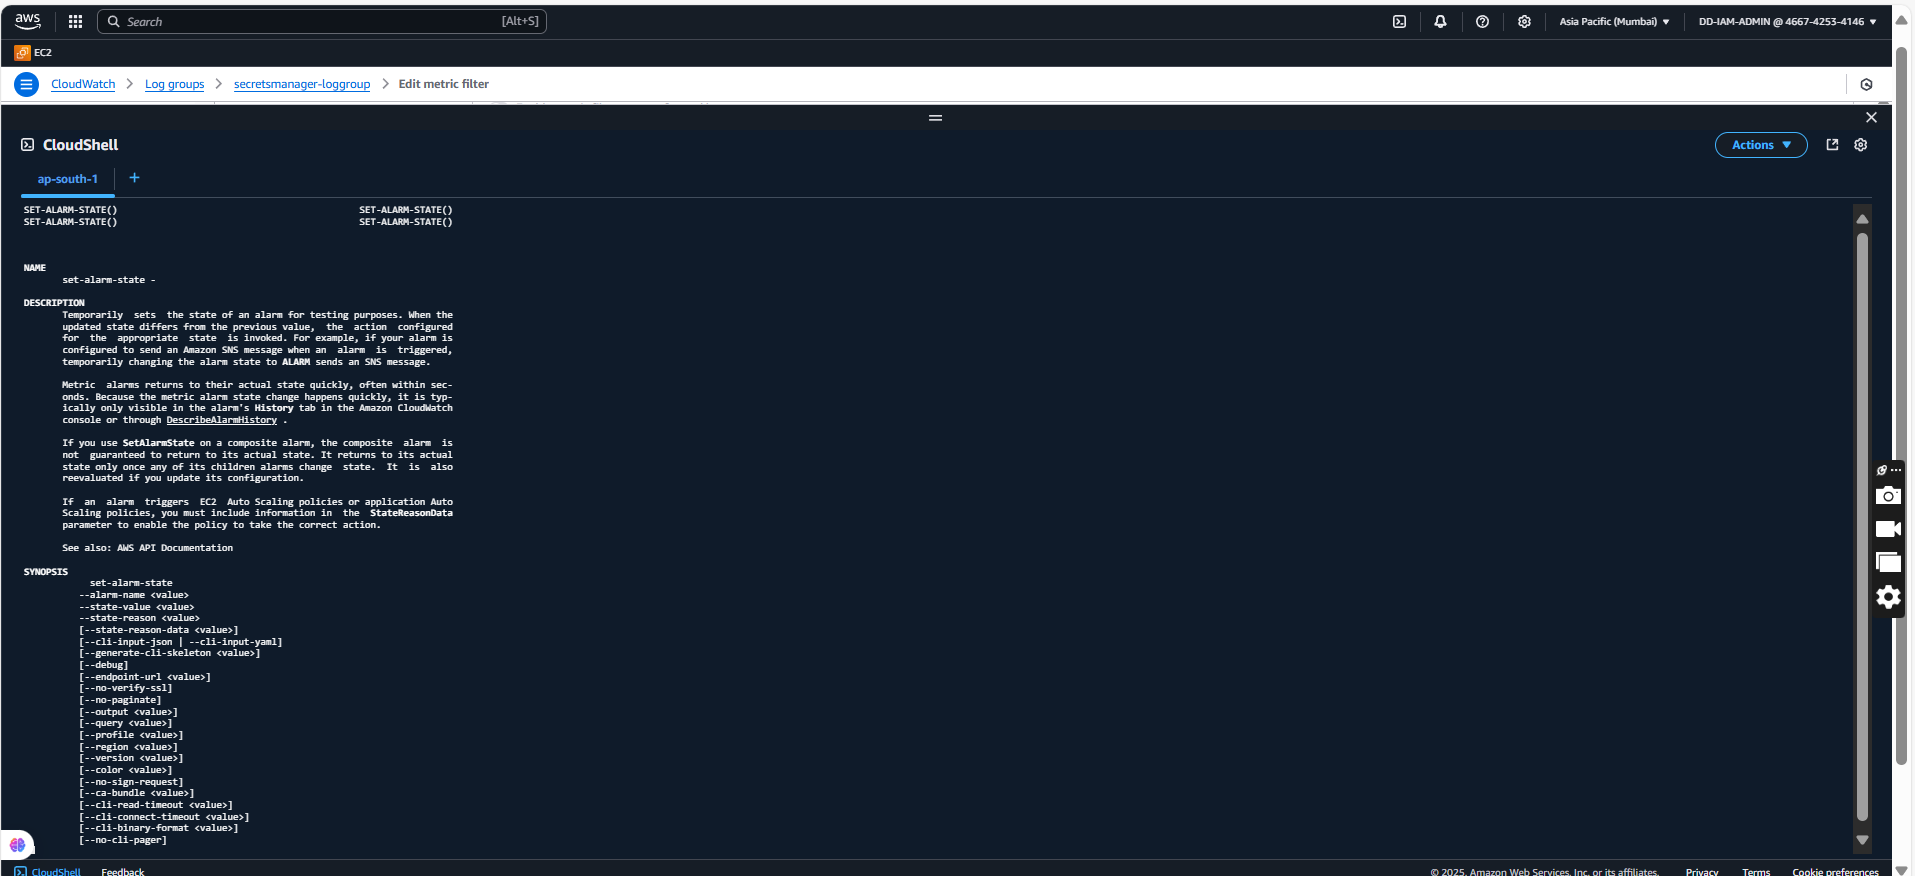 aws
Search [Alt+S]
Asia Pacific (Mumbai) ▼
DD-IAM-ADMIN @ 4667-4253-4146 ▼
EC2
CloudWatch > Log groups > secretsmanager-loggroup > Edit metric filter
CloudShell
Actions ▼
ap-south-1 +
SET-ALARM-STATE() SET-ALARM-STATE()
SET-ALARM-STATE() SET-ALARM-STATE()
NAME
set-alarm-state -
DESCRIPTION
Temporarily sets the state of an alarm for testing purposes. When the
updated state differs from the previous value, the action configured
for the appropriate state is invoked. For example, if your alarm is
configured to send an Amazon SNS message when an alarm is triggered,
temporarily changing the alarm state to ALARM sends an SNS message.
Metric alarms returns to their actual state quickly, often within sec-
onds. Because the metric alarm state change happens quickly, it is typ-
ically only visible in the alarm's History tab in the Amazon CloudWatch
console or through DescribeAlarmHistory .
If you use SetAlarmState on a composite alarm, the composite alarm is
not guaranteed to return to its actual state. It returns to its actual
state only once any of its children alarms change state. It is also
reevaluated if you update its configuration.
If an alarm triggers EC2 Auto Scaling policies or application Auto
Scaling policies, you must include information in the StateReasonData
parameter to enable the policy to take the correct action.
See also: AWS API Documentation
SYNOPSIS
set-alarm-state
--alarm-name <value>
--state-value <value>
--state-reason <value>
[--state-reason-data <value>]
[--cli-input-json | --cli-input-yaml]
[--generate-cli-skeleton <value>]
[--debug]
[--endpoint-url <value>]
[--no-verify-ssl]
[--no-paginate]
[--output <value>]
[--query <value>]
[--profile <value>]
[--region <value>]
[--version <value>]
[--color <value>]
[--no-sign-request]
[--ca-bundle <value>]
[--cli-read-timeout <value>]
[--cli-connect-timeout <value>]
[--cli-binary-format <value>]
[--no-cli-pager]
CloudShell Feedback
© 2025, Amazon Web Services, Inc. or its affiliates. Privacy Terms Cookie preferences